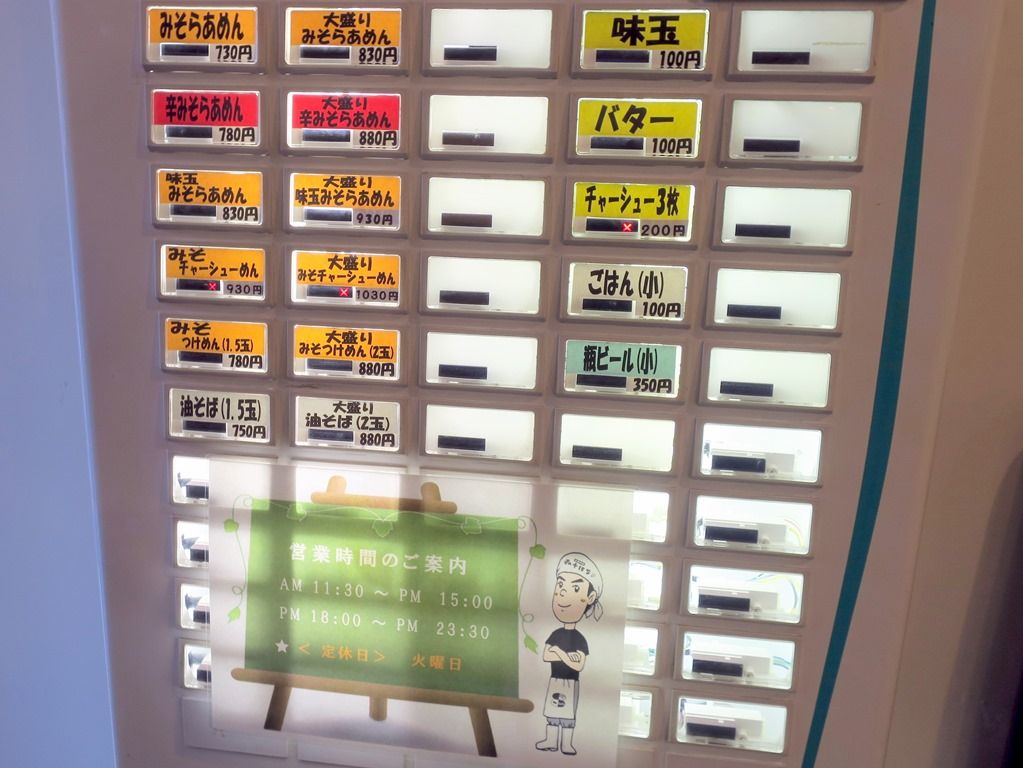 みそらあめん
730円
大盛り
みそらあめん
830円
味玉
100円
辛みそらあめん
780円
大盛り
辛みそらあめん
880円
バター
100円
味玉
みそらあめん
830円
大盛り
味玉みそらあめん
930円
チャーシュー3枚
200円
みそ
チャーシューめん
930円
大盛り
みそチャーシューめん
1030円
ごはん(小)
100円
みそ
つけめん(1.5玉)
780円
大盛り
みそつけめん(2玉)
880円
瓶ビール(小)
350円
油そば(1.5玉)
750円
大盛り
油そば(2玉)
880円
営業時間のご案内
AM 11:30 ～ PM 15:00
PM 18:00 ～ PM 23:30
★＜ 定休日＞ 火曜日